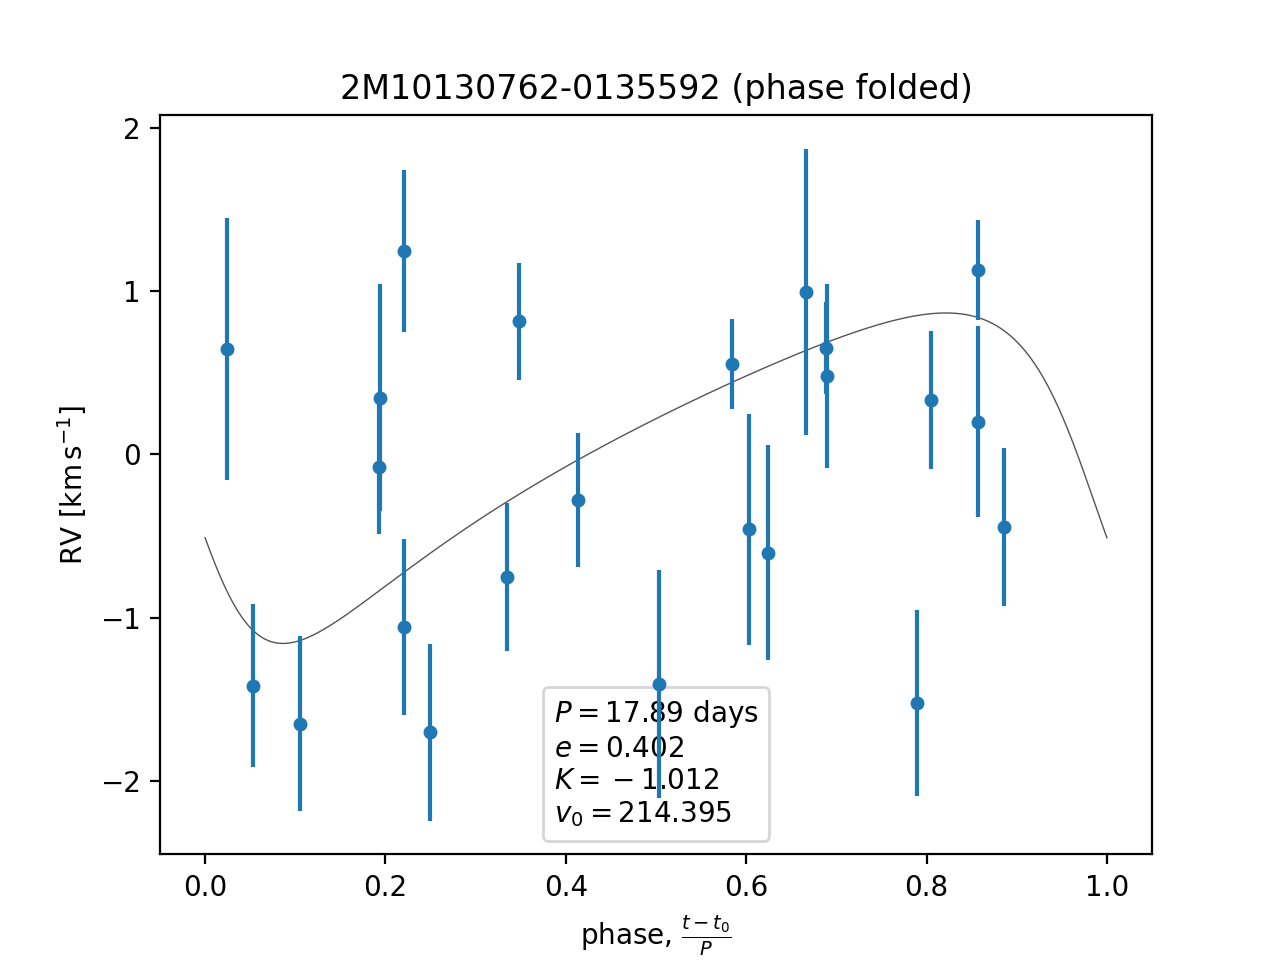 2M10130762-0135592 (phase folded)
2
1
0
−1
−2
RV [km s⁻¹]
P = 17.89 days
e = 0.402
K = −1.012
v₀ = 214.395
0.0 0.2 0.4 0.6 0.8 1.0
phase, (t − t₀)/P